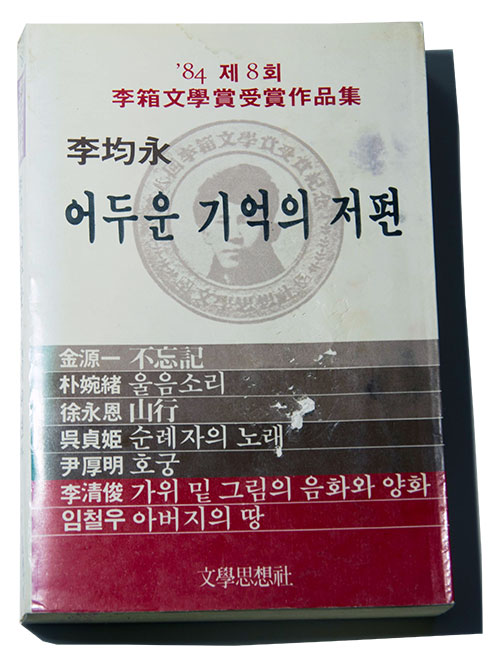 '84 제8회
李箱文學賞受賞作品集
李均永
어두운 기억의 저편
金源一 不忘記
朴婉緖 울음소리
徐永恩 山行
吳貞姬 순례자의 노래
尹厚明 호궁
李清俊 가위 밑 그림의 음화와 양화
임철우 아버지의 땅
文學思想社